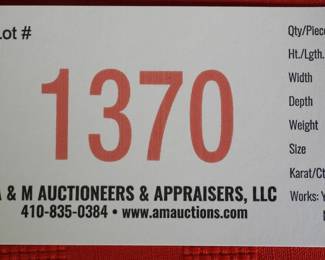 Lot #
1370
A & M AUCTIONEERS & APPRAISERS, LLC
410-835-0384 • www.amauctions.com
Qty/Piece
Ht./Lgth.
Width
Depth
Weight
Size
Karat/Ct
Works: Y